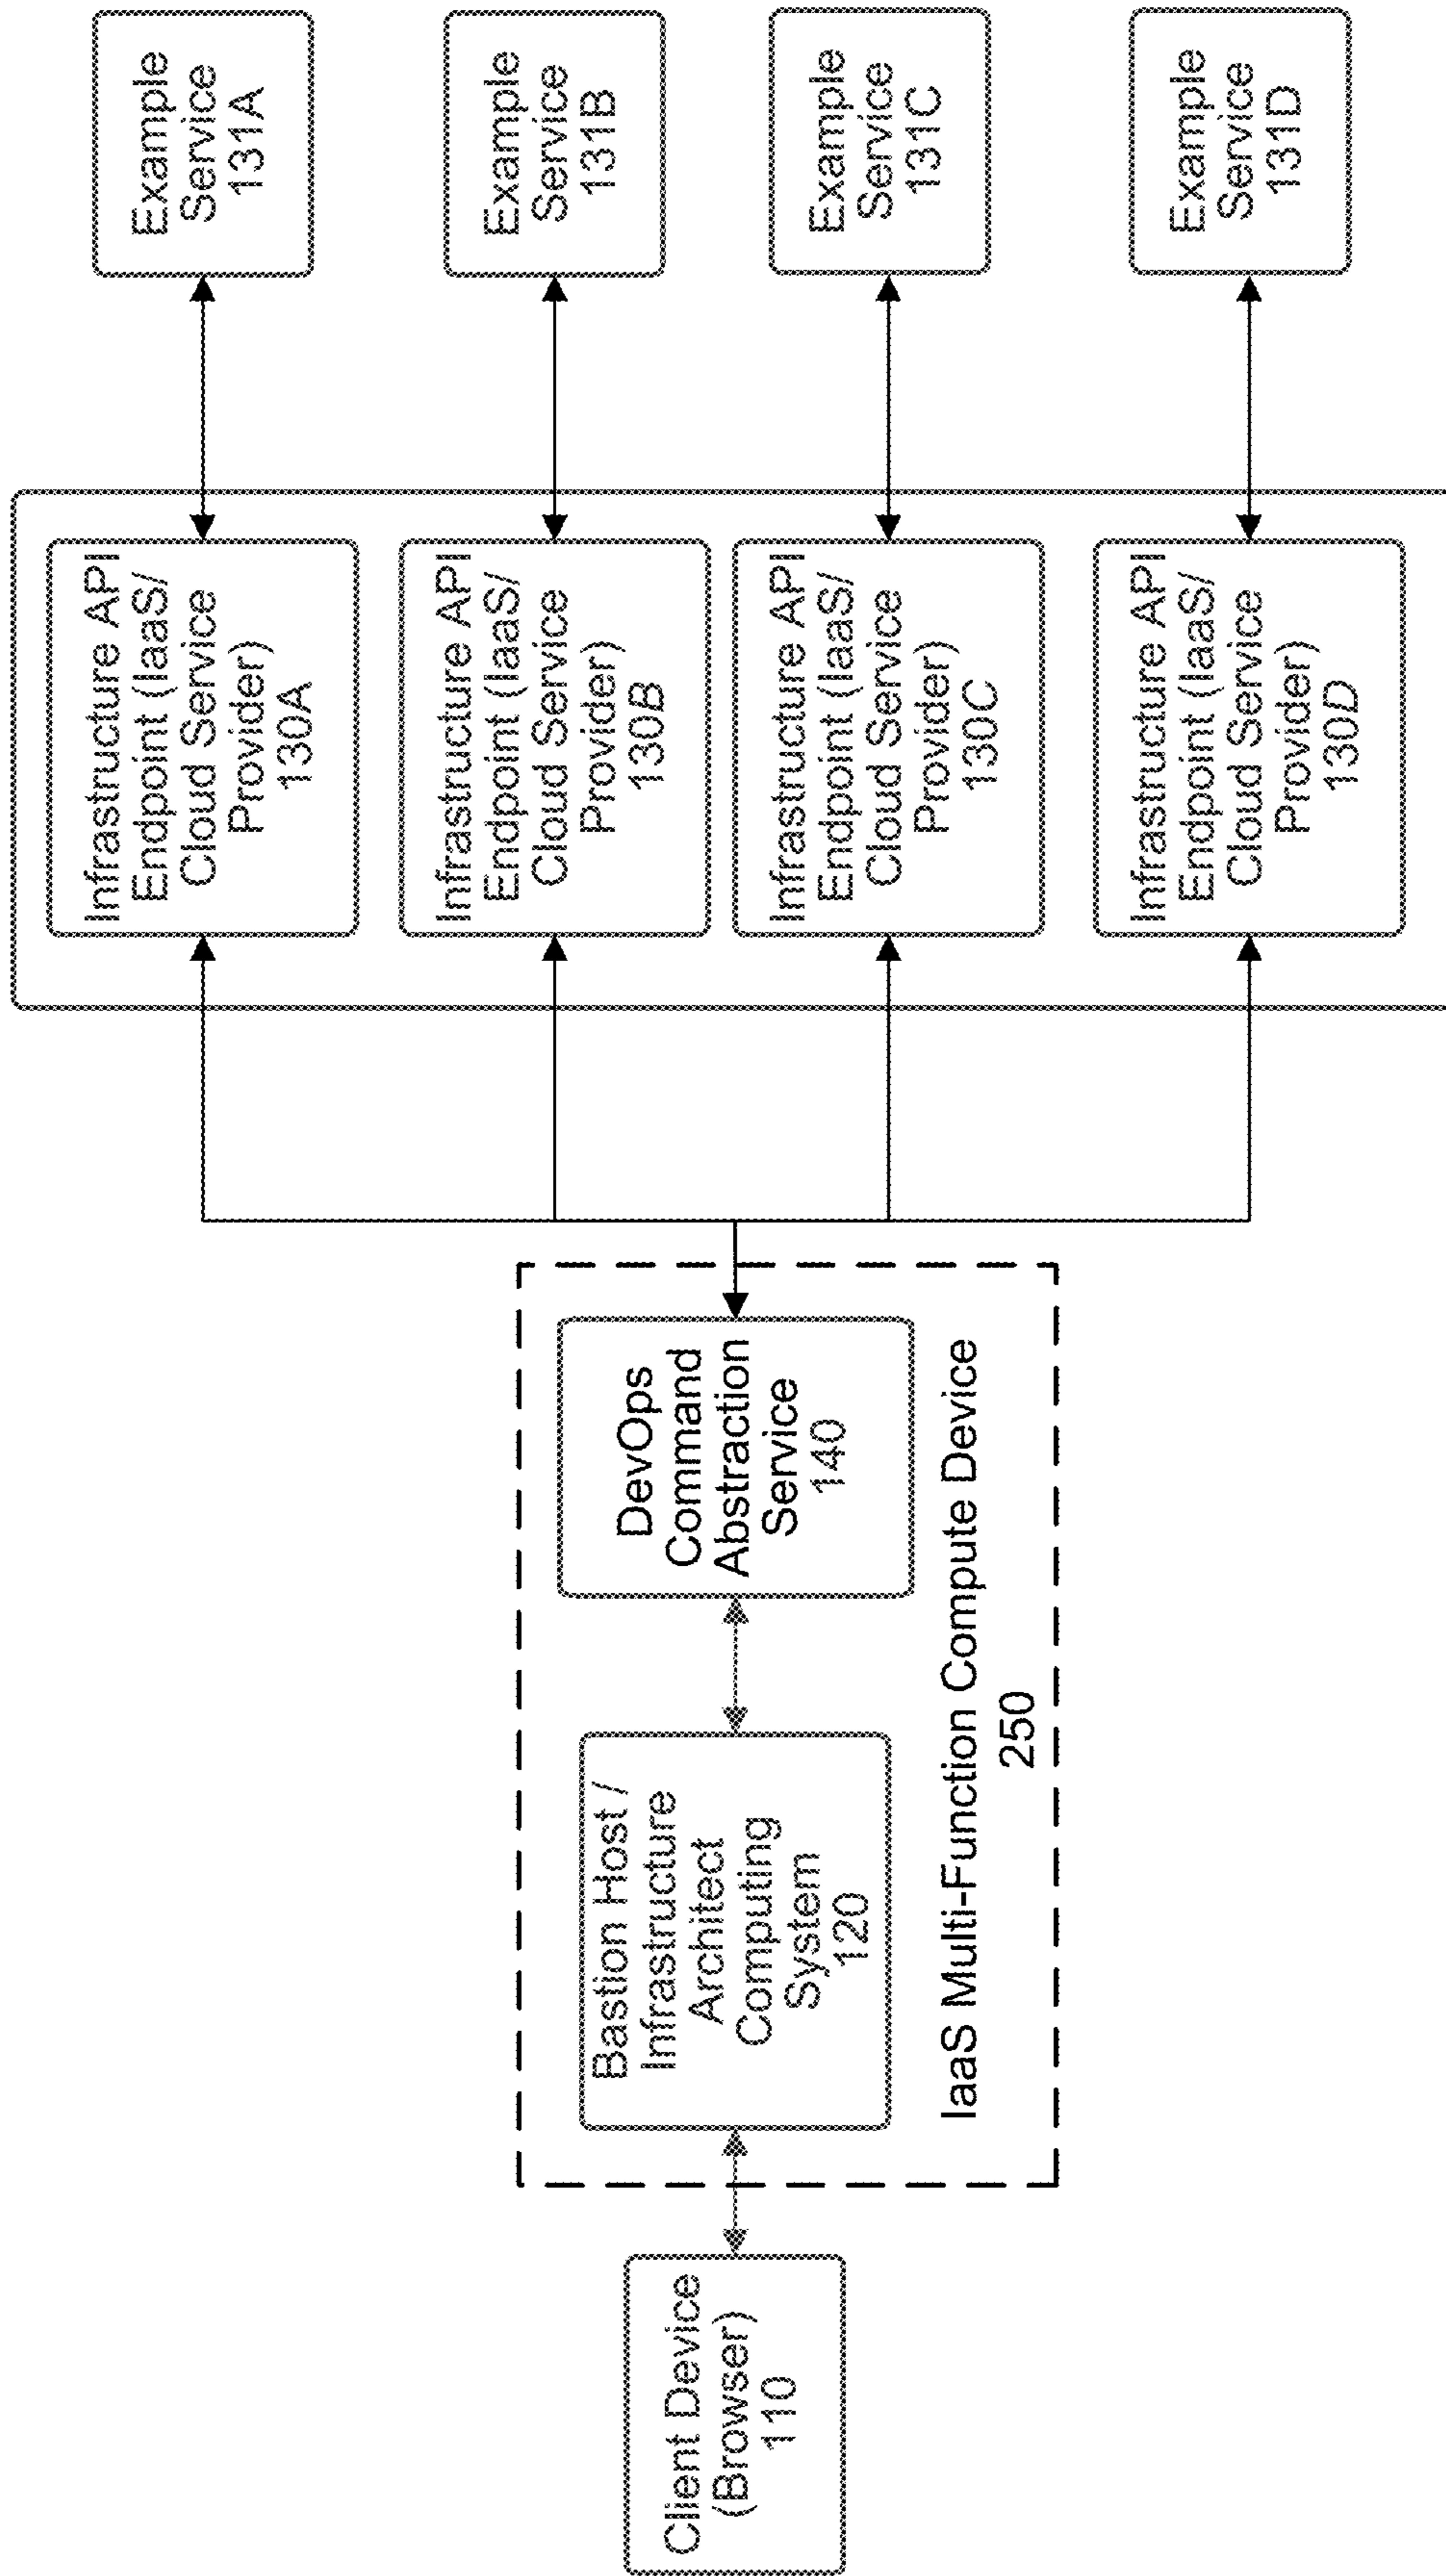 Client Device
(Browser)
110
Bastion Host /
Infrastructure
Architect
Computing
System
120
DevOps
Command
Abstraction
Service
140
IaaS Multi-Function Compute Device
250
Infrastructure API
Endpoint (IaaS/
Cloud Service
Provider)
130A
Infrastructure API
Endpoint (IaaS/
Cloud Service
Provider)
130B
Infrastructure API
Endpoint (IaaS/
Cloud Service
Provider)
130C
Infrastructure API
Endpoint (IaaS/
Cloud Service
Provider)
130D
Example
Service
131A
Example
Service
131B
Example
Service
131C
Example
Service
131D